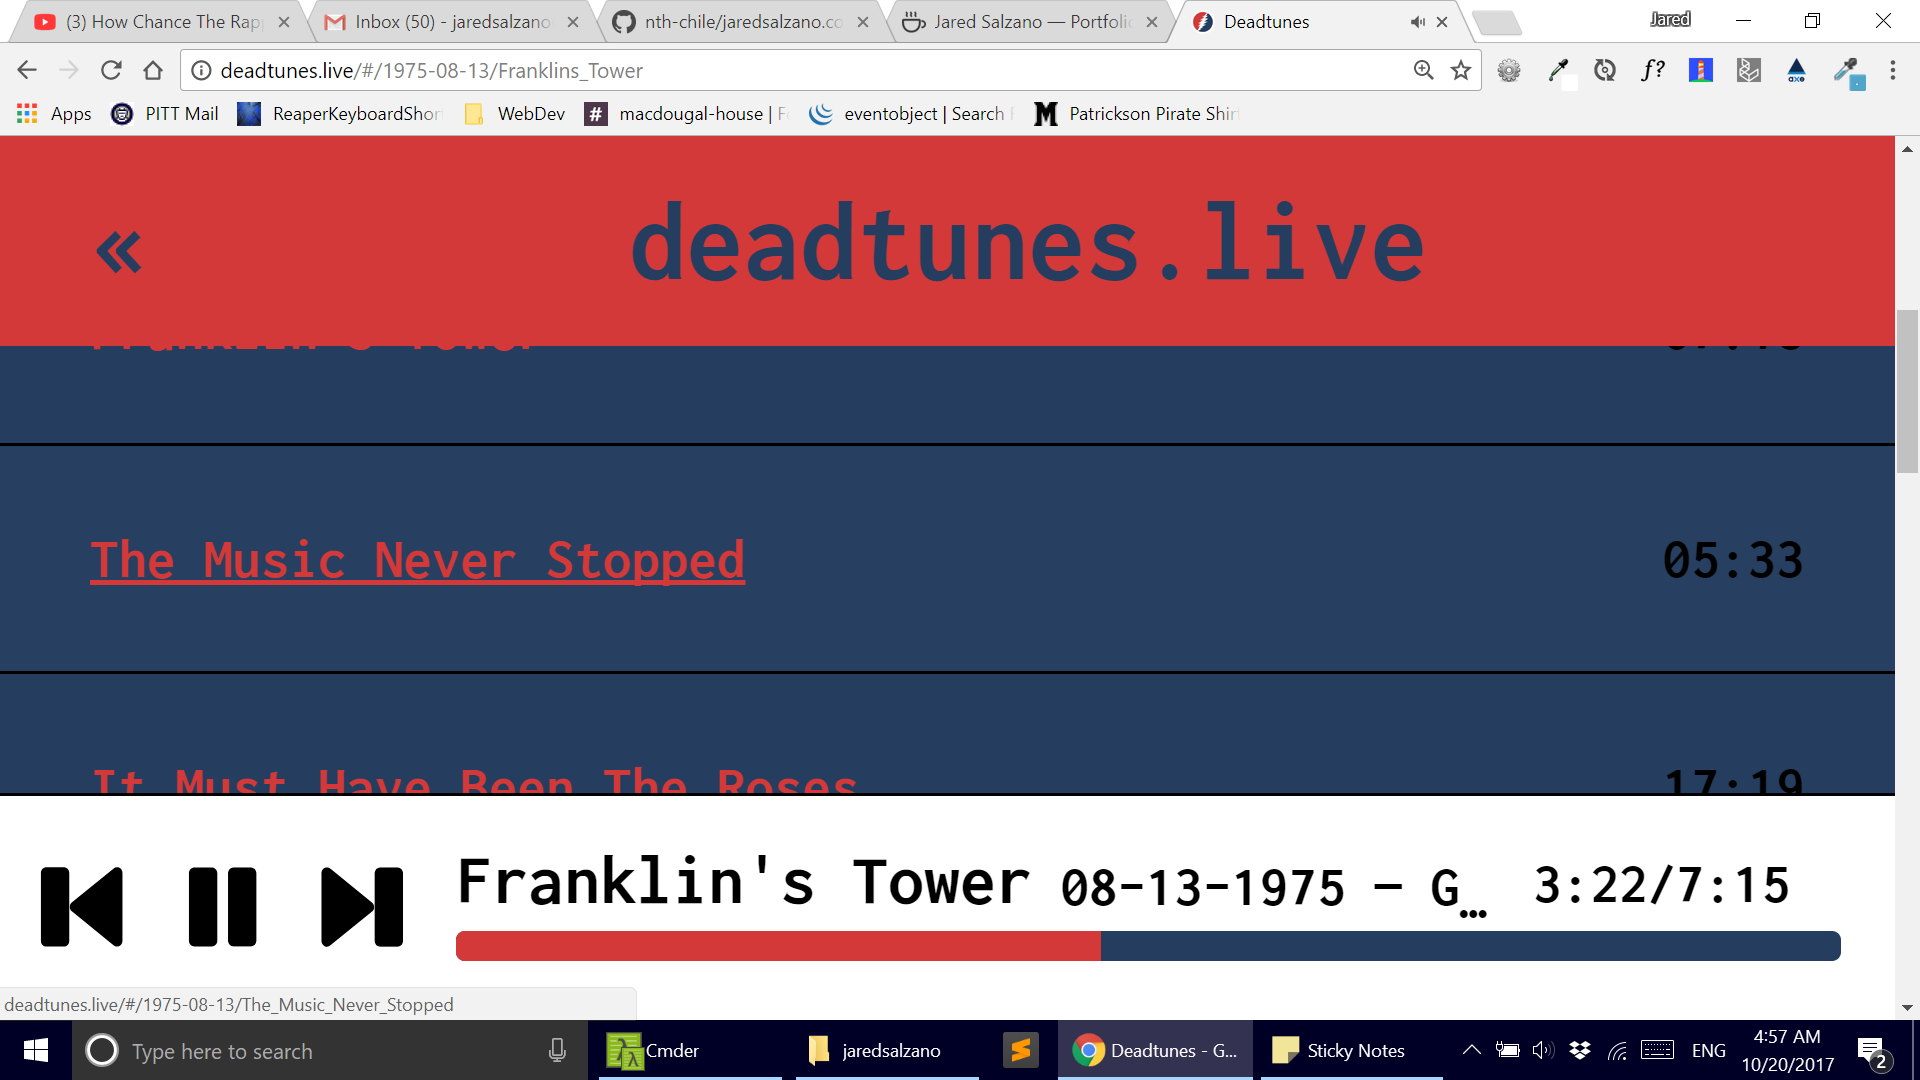 (3) How Chance The Rap
Inbox (50) - jaredsalzano
nth-chile/jaredsalzano.co
Jared Salzano — Portfolio
Deadtunes
Jared
deadtunes.live/#/1975-08-13/Franklins_Tower
f?
axe
Apps
PITT Mail
ReaperKeyboardShor
WebDev
# macdougal-house | F
eventobject | Search
M Patrickson Pirate Shir
« deadtunes.live
Franklin's Tower
The Music Never Stopped 05:33
It Must Have Been The Roses 17:19
Franklin's Tower 08-13-1975 – G… 3:22/7:15
deadtunes.live/#/1975-08-13/The_Music_Never_Stopped
Type here to search
Cmder
jaredsalzano
Deadtunes - G...
Sticky Notes
ENG
4:57 AM
10/20/2017
2